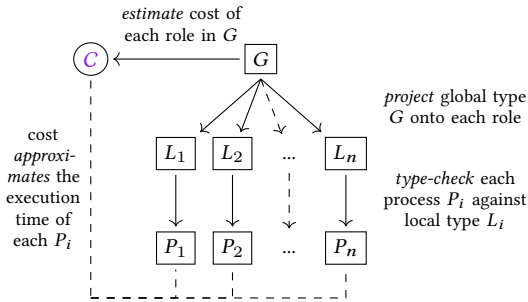 estimate cost of
each role in G
C
G
project global type
G onto each role
L1 L2 ... Ln
cost
approxi-
mates the
execution
time of
each Pi
type-check each
process Pi against
local type Li
P1 P2 ... Pn